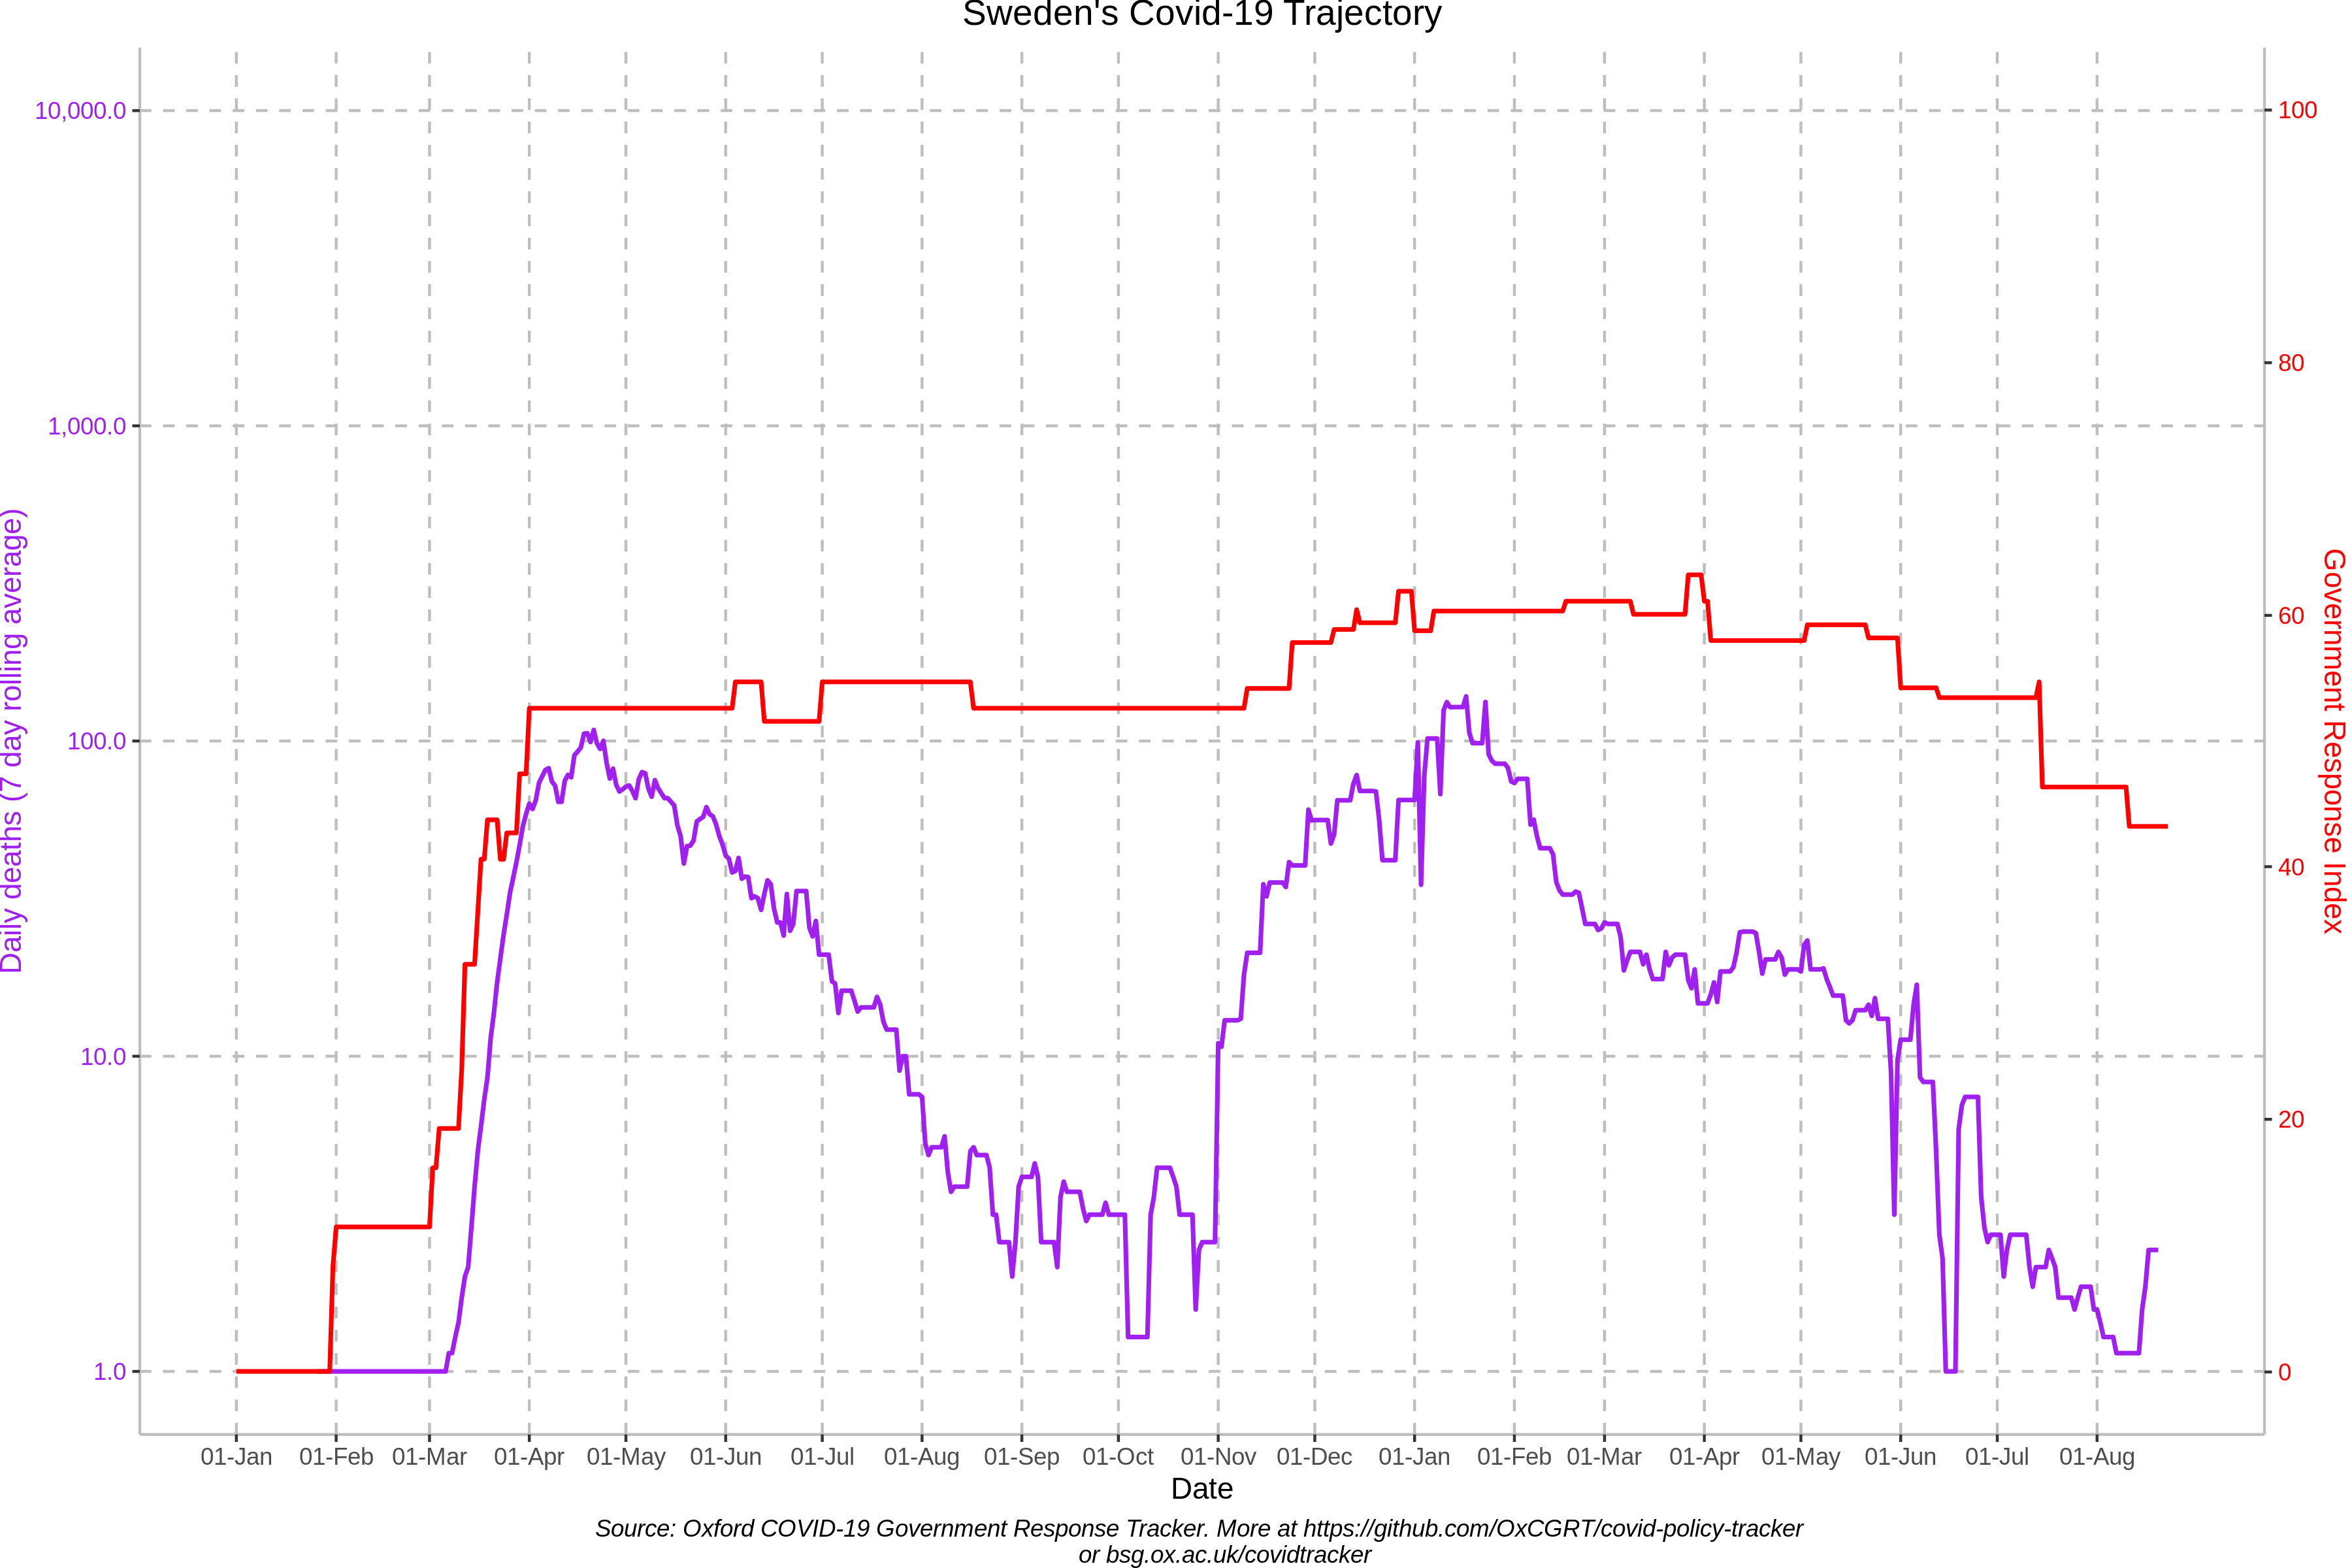 Sweden's Covid-19 Trajectory
10,000.0
1,000.0
100.0
10.0
1.0
Daily deaths (7 day rolling average)
100
80
60
40
20
0
Government Response Index
01-Jan 01-Feb 01-Mar 01-Apr 01-May 01-Jun 01-Jul 01-Aug 01-Sep 01-Oct 01-Nov 01-Dec 01-Jan 01-Feb 01-Mar 01-Apr 01-May 01-Jun 01-Jul 01-Aug
Date
Source: Oxford COVID-19 Government Response Tracker. More at https://github.com/OxCGRT/covid-policy-tracker
or bsg.ox.ac.uk/covidtracker